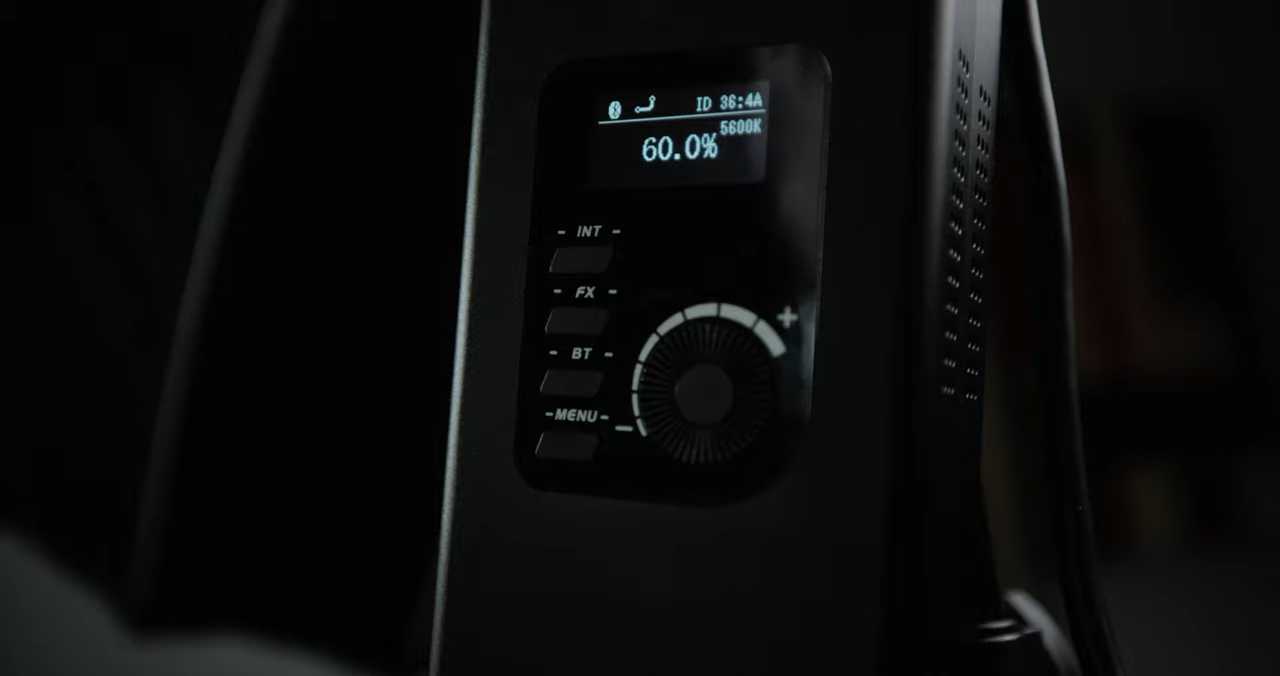 ID 36:4A
5600K
60.0%
- INT -
- FX -
- BT -
-MENU-
+
-